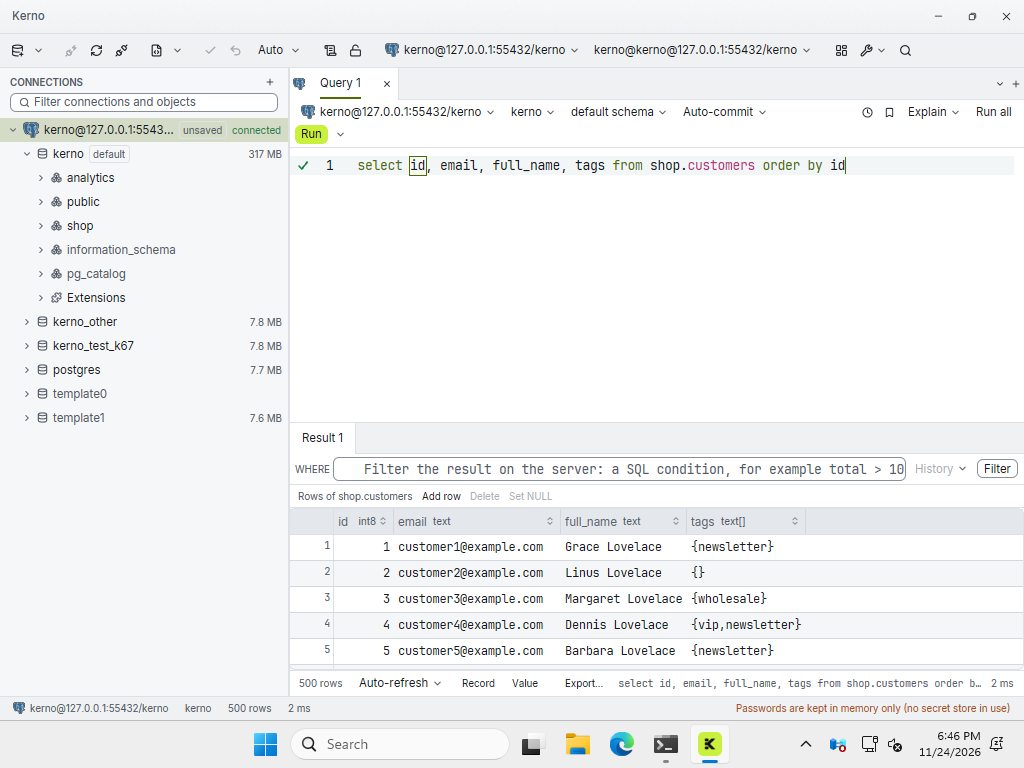 Kerno
Auto
kerno@127.0.0.1:55432/kerno
kerno@kerno@127.0.0.1:55432/kerno
CONNECTIONS
Filter connections and objects
kerno@127.0.0.1:5543... unsaved connected
kerno default 317 MB
analytics
public
shop
information_schema
pg_catalog
Extensions
kerno_other 7.8 MB
kerno_test_k67 7.8 MB
postgres 7.7 MB
template0
template1 7.6 MB
Query 1
kerno@127.0.0.1:55432/kerno kerno default schema Auto-commit Explain Run all
Run
1 select id, email, full_name, tags from shop.customers order by id
Result 1
WHERE Filter the result on the server: a SQL condition, for example total > 10 History Filter
Rows of shop.customers Add row Delete Set NULL
id int8 email text full_name text tags text[]
1 1 customer1@example.com Grace Lovelace {newsletter}
2 2 customer2@example.com Linus Lovelace {}
3 3 customer3@example.com Margaret Lovelace {wholesale}
4 4 customer4@example.com Dennis Lovelace {vip,newsletter}
5 5 customer5@example.com Barbara Lovelace {newsletter}
500 rows Auto-refresh Record Value Export... select id, email, full_name, tags from shop.customers order b... 2 ms
kerno@127.0.0.1:55432/kerno kerno 500 rows 2 ms Passwords are kept in memory only (no secret store in use)
Search
6:46 PM
11/24/2026